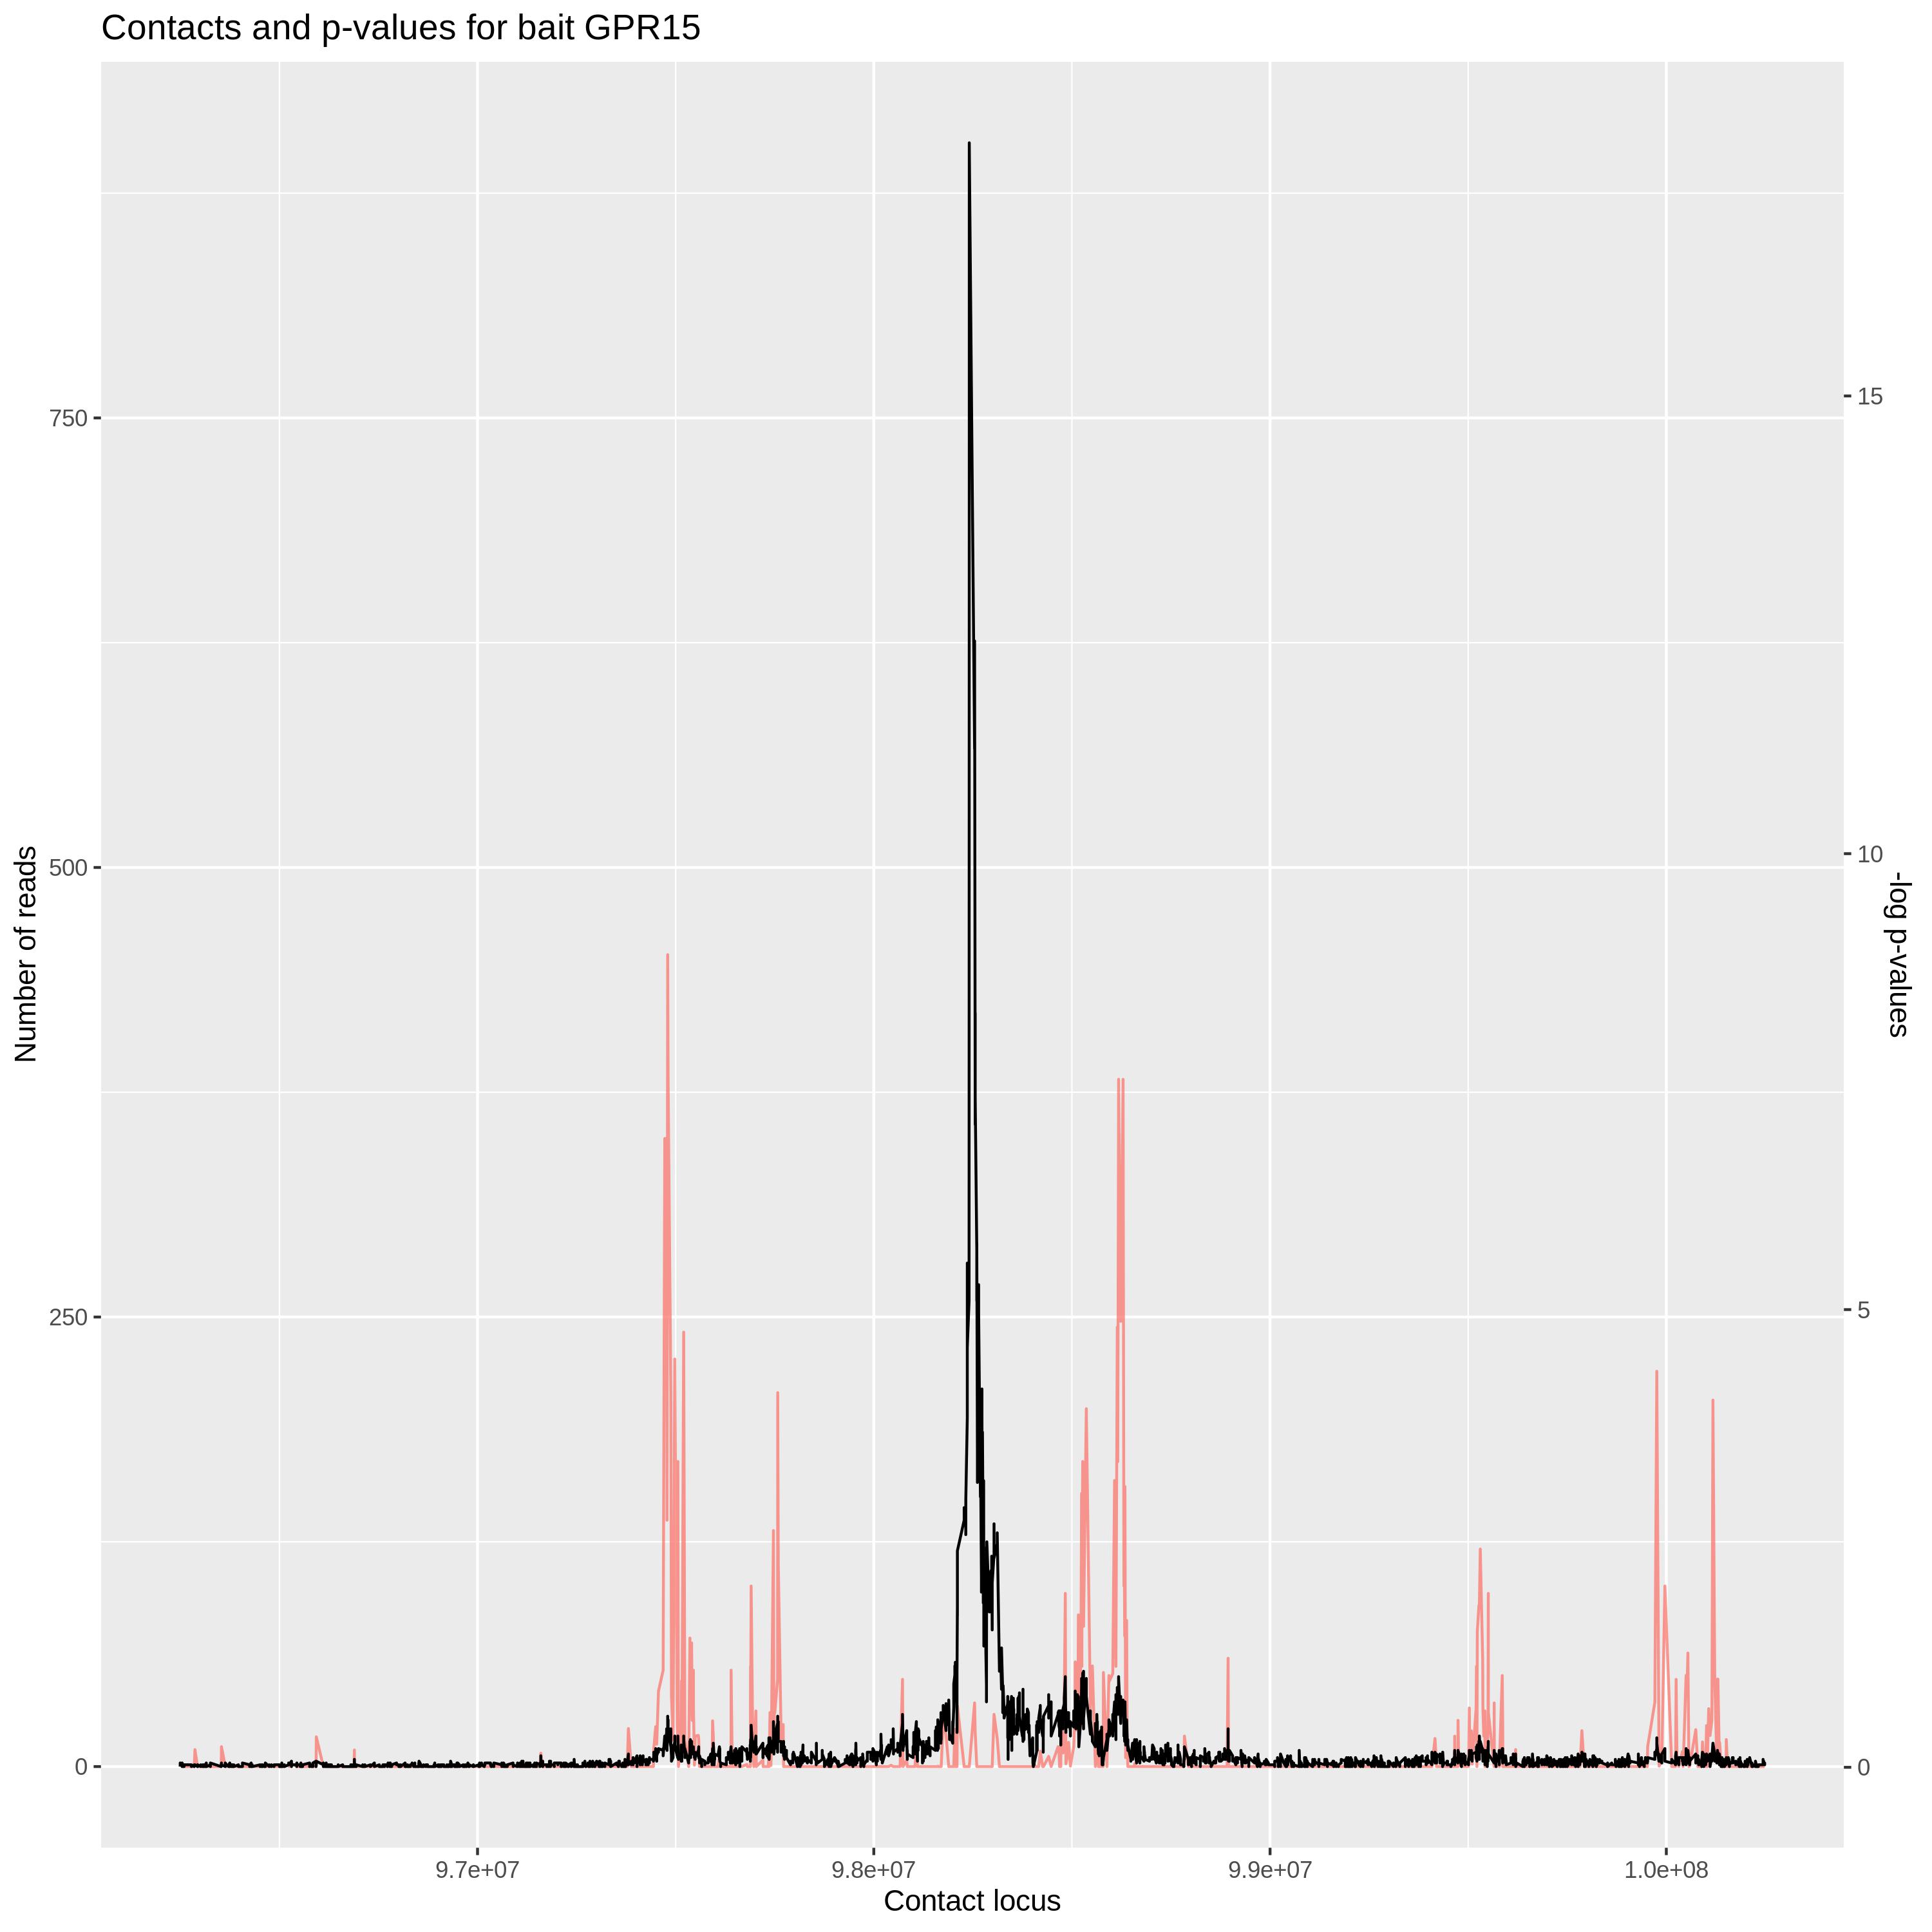 Contacts and p-values for bait GPR15
750
500
250
0
Number of reads
15
10
5
0
-log p-values
9.7e+07
9.8e+07
9.9e+07
1.0e+08
Contact locus